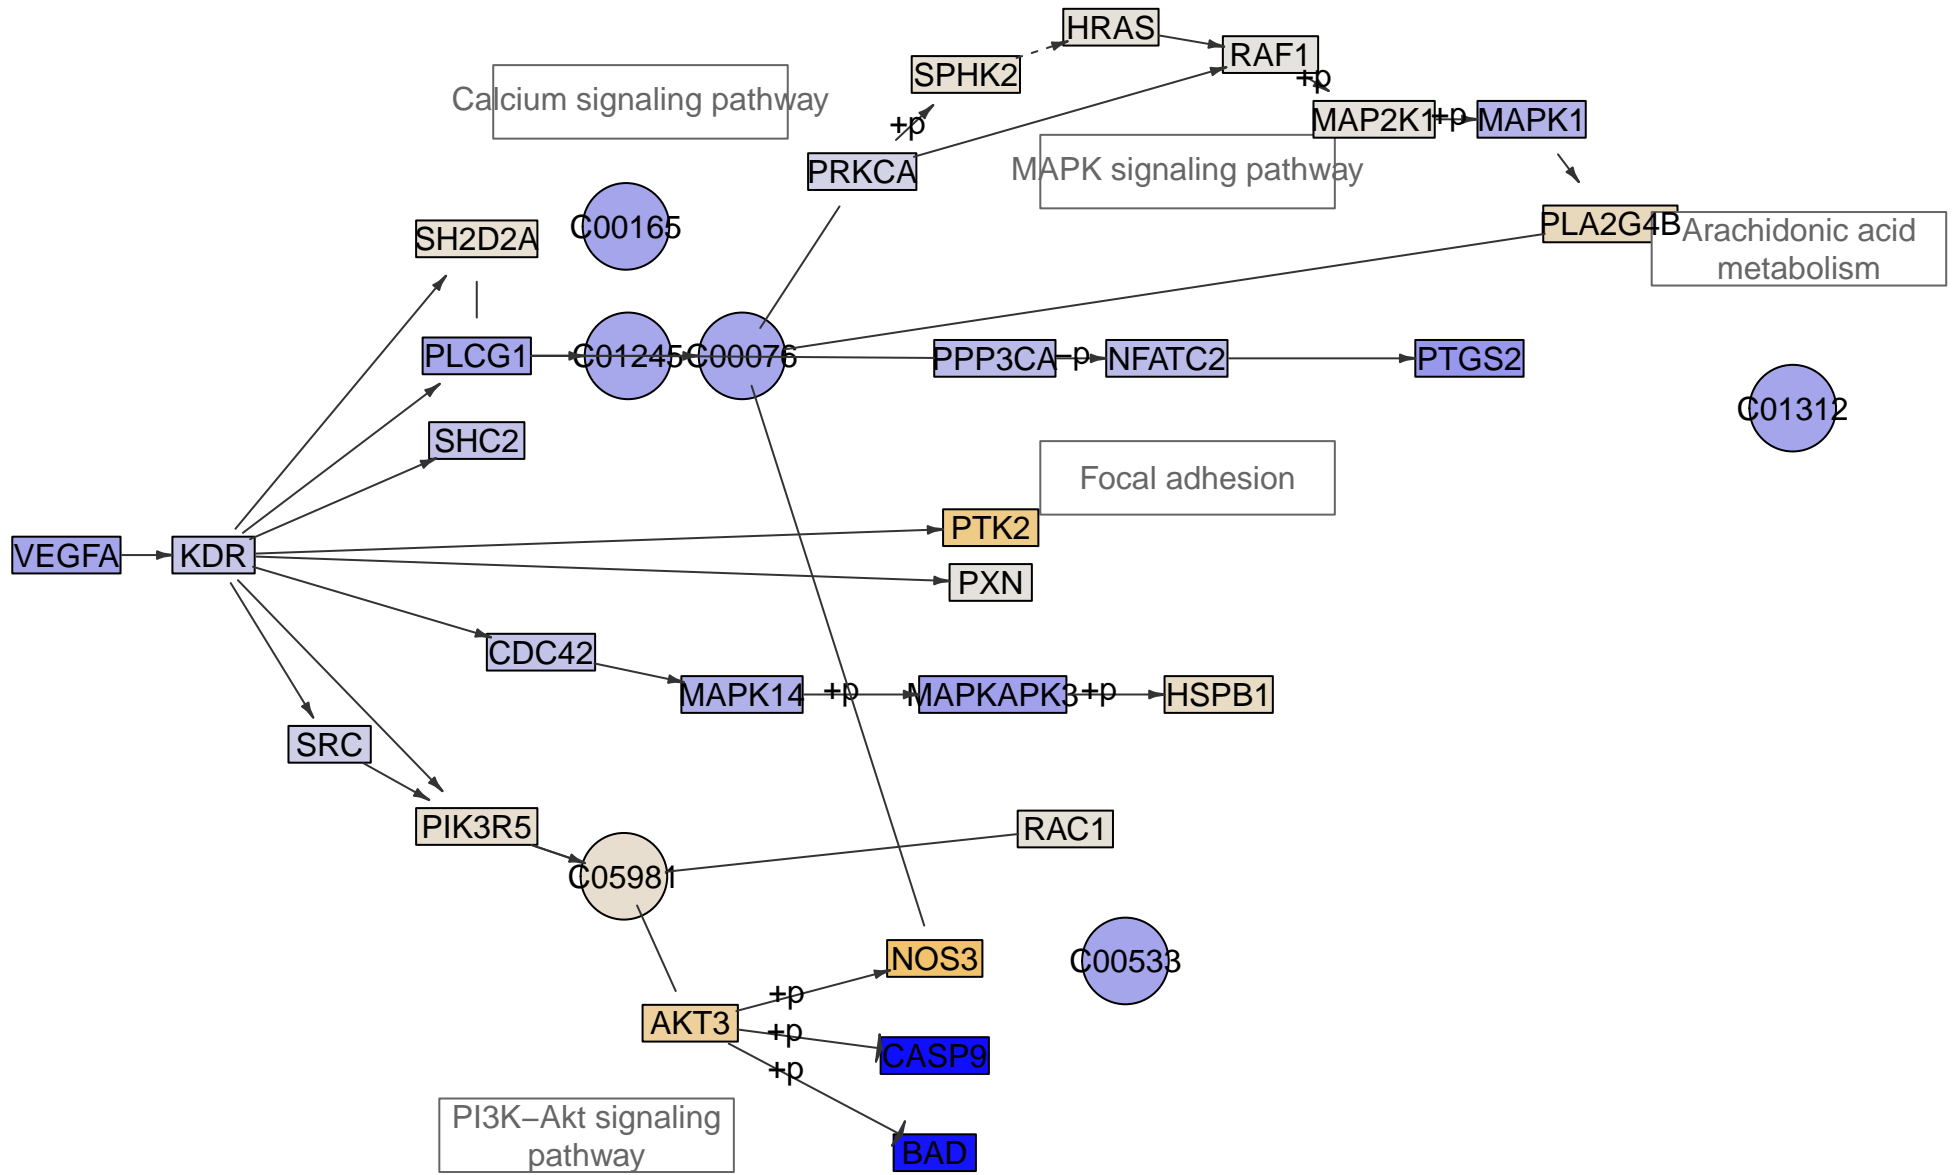 HRAS
RAF1
SPHK2
+p
Calcium signaling pathway
MAP2K1
+p
MAPK1
+p
PRKCA
MAPK signaling pathway
C00165
SH2D2A
PLA2G4B
Arachidonic acid
metabolism
PLCG1
C01245
C00076
PPP3CA
−p
NFATC2
PTGS2
C01312
SHC2
Focal adhesion
PTK2
VEGFA
KDR
PXN
CDC42
MAPK14
+p
MAPKAPK3
+p
HSPB1
SRC
PIK3R5
RAC1
C05981
NOS3
C00533
+p
AKT3
+p
CASP9
+p
PI3K−Akt signaling
pathway
BAD